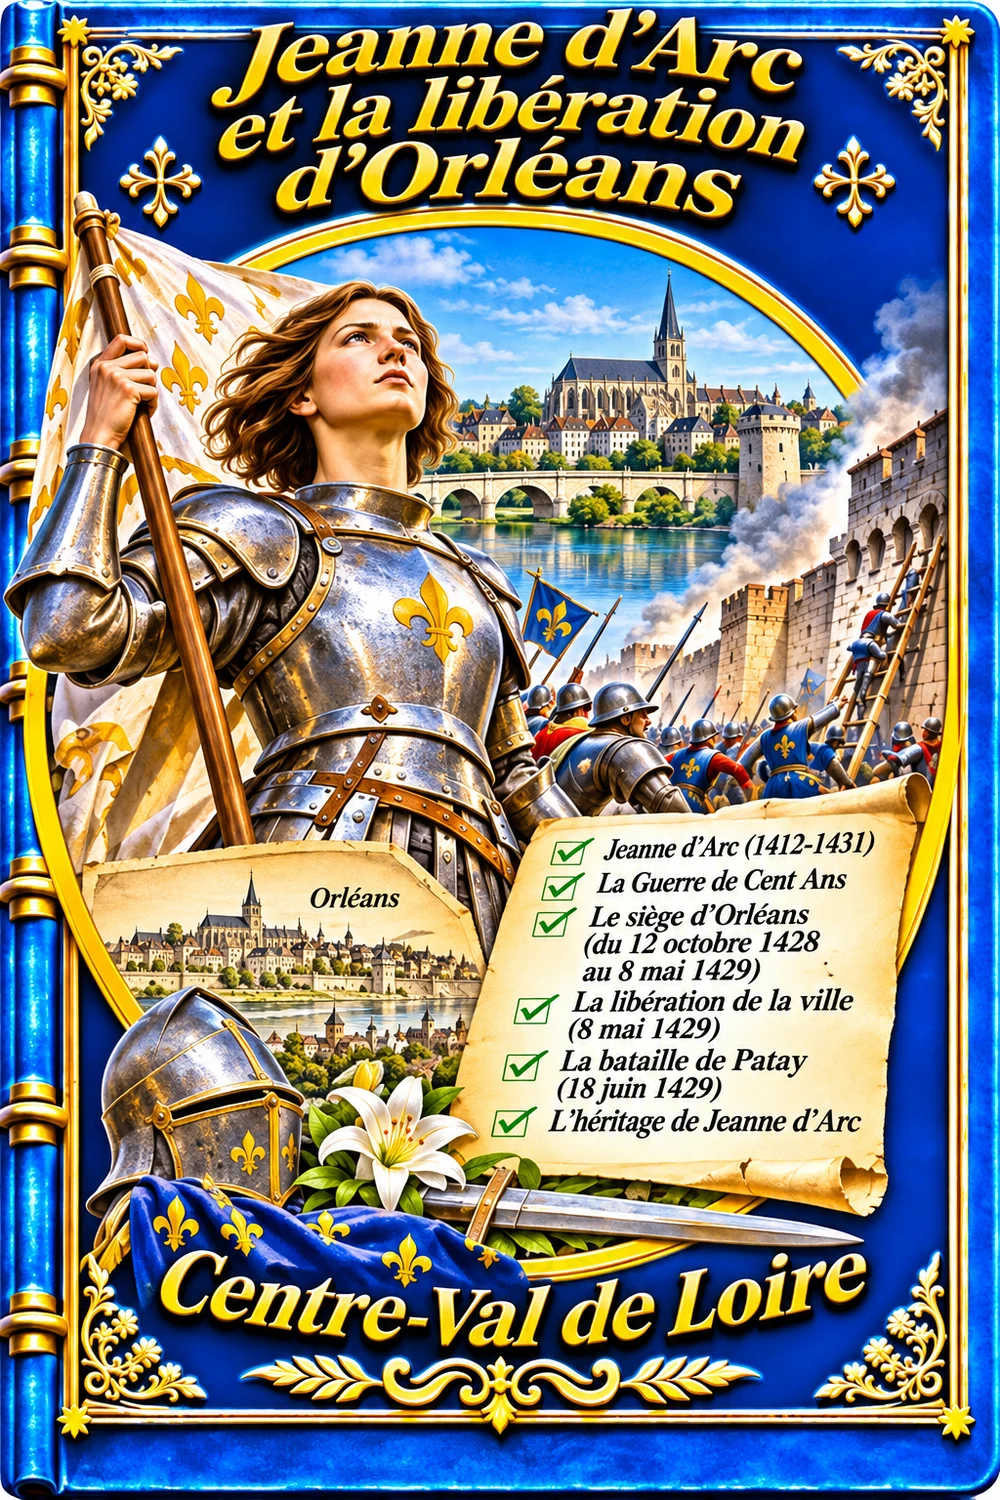 Jeanne d'Arc
et la libération
d'Orléans
Orléans
Jeanne d'Arc (1412-1431)
La Guerre de Cent Ans
Le siège d'Orléans
(du 12 octobre 1428
au 8 mai 1429)
La libération de la ville
(8 mai 1429)
La bataille de Patay
(18 juin 1429)
L'héritage de Jeanne d'Arc
Centre-Val de Loire